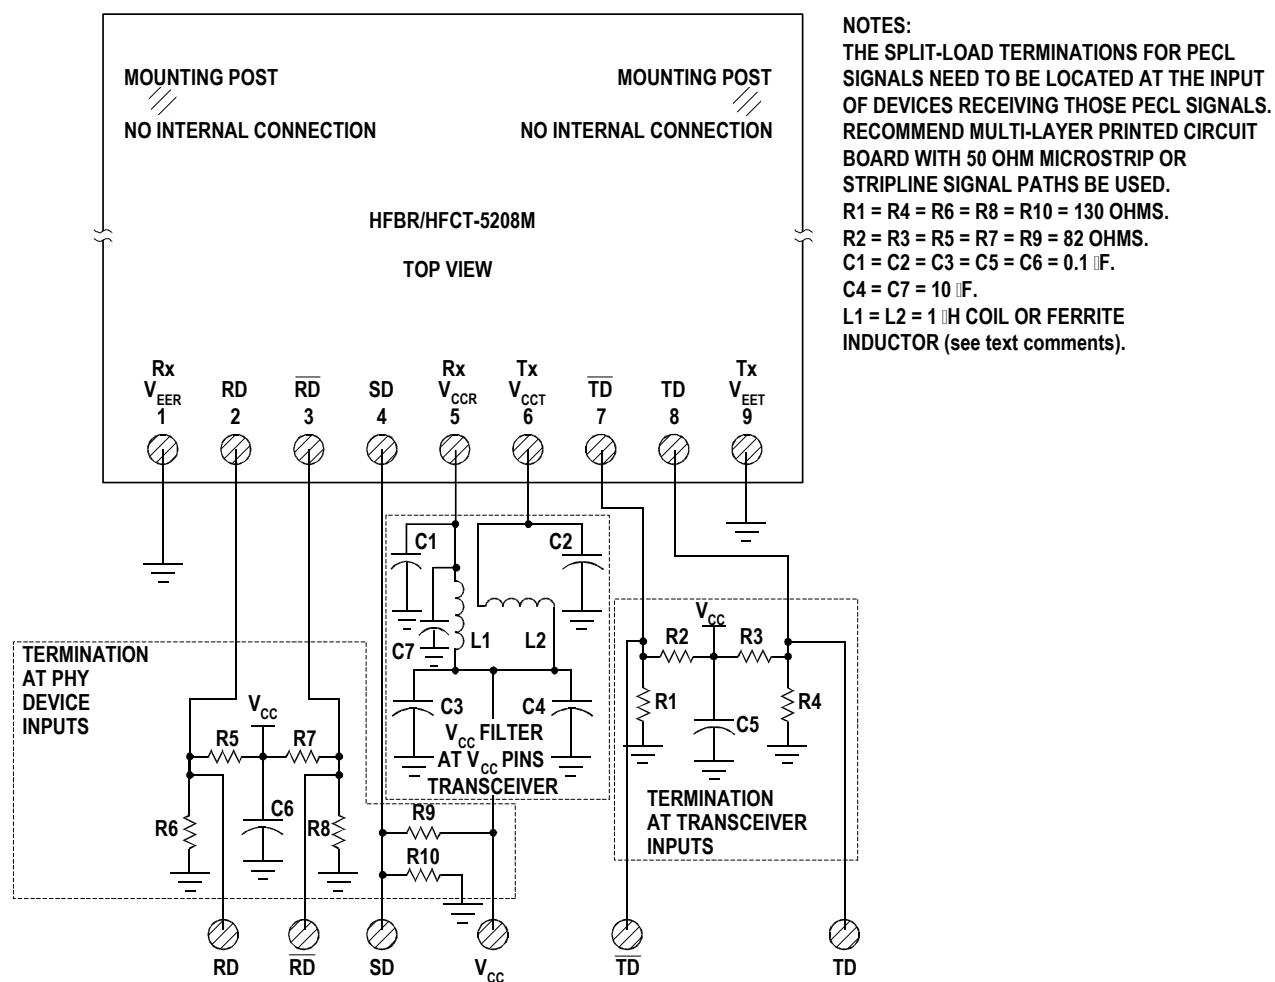 MOUNTING POST
NO INTERNAL CONNECTION
MOUNTING POST
NO INTERNAL CONNECTION
HFBR/HFCT-5208M
TOP VIEW
Rx
VEER
1
RD
2
RD
3
SD
4
Rx
VCCR
5
Tx
VCCT
6
TD
7
TD
8
Tx
VEET
9
NOTES:
THE SPLIT-LOAD TERMINATIONS FOR PECL
SIGNALS NEED TO BE LOCATED AT THE INPUT
OF DEVICES RECEIVING THOSE PECL SIGNALS.
RECOMMEND MULTI-LAYER PRINTED CIRCUIT
BOARD WITH 50 OHM MICROSTRIP OR
STRIPLINE SIGNAL PATHS BE USED.
R1 = R4 = R6 = R8 = R10 = 130 OHMS.
R2 = R3 = R5 = R7 = R9 = 82 OHMS.
C1 = C2 = C3 = C5 = C6 = 0.1 F.
C4 = C7 = 10 F.
L1 = L2 = 1 H COIL OR FERRITE
INDUCTOR (see text comments).
C1
C2
C7
L1
L2
C3
C4
VCC FILTER
AT VCC PINS
TRANSCEIVER
TERMINATION
AT PHY
DEVICE
INPUTS
VCC
R5
R7
R6
C6
R8
R9
R10
VCC
R2
R3
R1
C5
R4
TERMINATION
AT TRANSCEIVER
INPUTS
RD
RD
SD
VCC
TD
TD